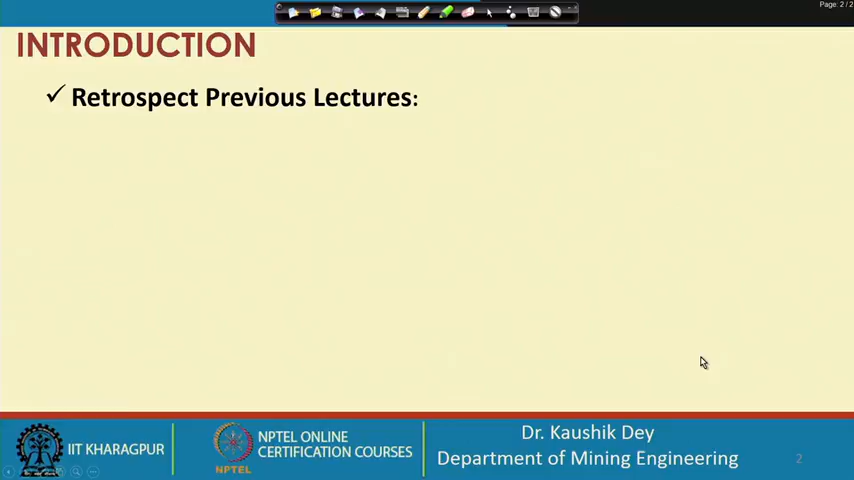 Page: 2 / 2
INTRODUCTION
✓ Retrospect Previous Lectures:
IIT KHARAGPUR
NPTEL
NPTEL ONLINE
CERTIFICATION COURSES
Dr. Kaushik Dey
Department of Mining Engineering
2